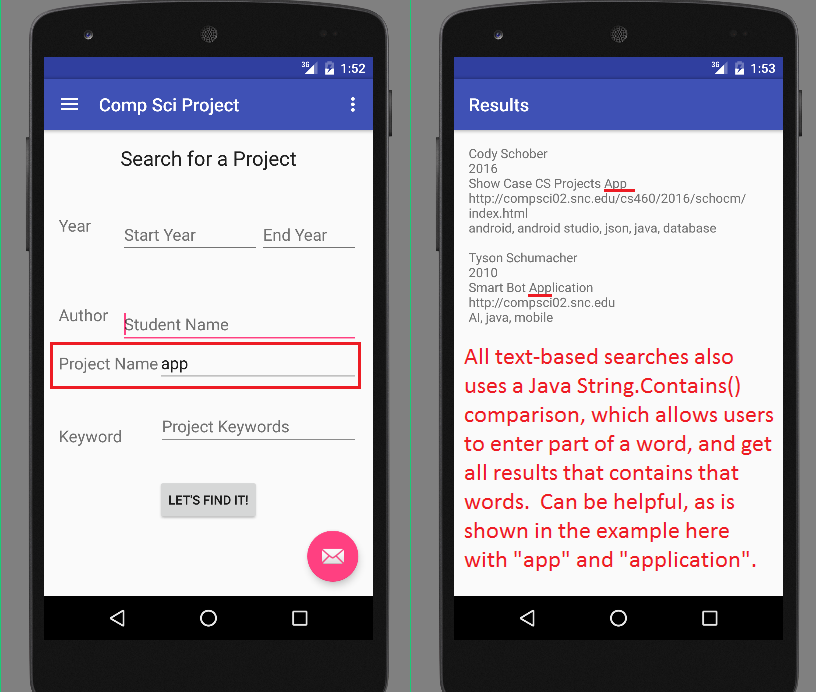 3G 1:52
Comp Sci Project
Search for a Project
Year
Start Year End Year
Author
Student Name
Project Name app
Keyword
Project Keywords
LET'S FIND IT!
3G 1:53
Results
Cody Schober
2016
Show Case CS Projects App
http://compsci02.snc.edu/cs460/2016/schocm/
index.html
android, android studio, json, java, database
Tyson Schumacher
2010
Smart Bot Application
http://compsci02.snc.edu
AI, java, mobile
All text-based searches also
uses a Java String.Contains()
comparison, which allows users
to enter part of a word, and get
all results that contains that
words.  Can be helpful, as is
shown in the example here
with "app" and "application".